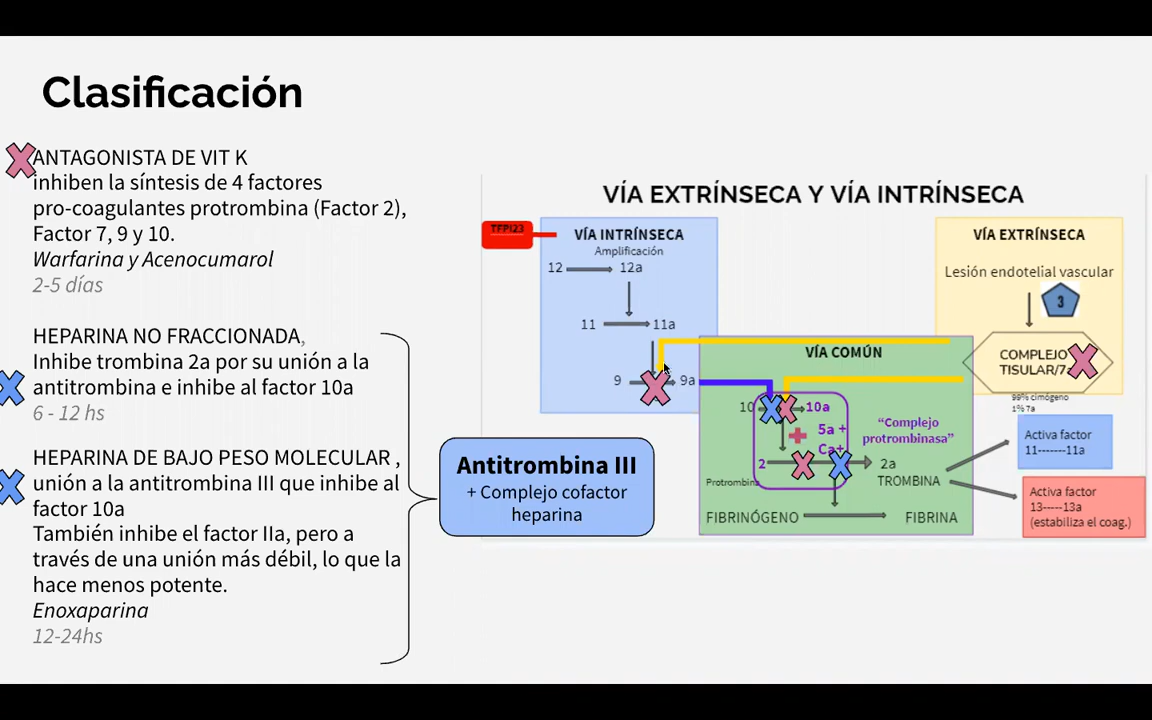 Clasificación
ANTAGONISTA DE VIT K
inhiben la síntesis de 4 factores
pro-coagulantes protrombina (Factor 2),
Factor 7, 9 y 10.
Warfarina y Acenocumarol
2-5 días
HEPARINA NO FRACCIONADA,
Inhibe trombina 2a por su unión a la
antitrombina e inhibe al factor 10a
6 - 12 hs
HEPARINA DE BAJO PESO MOLECULAR ,
unión a la antitrombina III que inhibe al
factor 10a
También inhibe el factor IIa, pero a
través de una unión más débil, lo que la
hace menos potente.
Enoxaparina
12-24hs
Antitrombina III
+ Complejo cofactor
heparina
VÍA EXTRÍNSECA Y VÍA INTRÍNSECA
VÍA INTRÍNSECA
Amplificación
12 12a
11 11a
9 9a
VÍA COMÚN
10 10a
5a +
Ca+
2 2a
TROMBINA
"Complejo
protrombinasa"
FIBRINÓGENO FIBRINA
VÍA EXTRÍNSECA
Lesión endotelial vascular
3
COMPLEJO
TISULAR/7a
99% cimógeno
1% 7a
Activa factor
11------11a
Activa factor
13-----13a
(estabiliza el coag.)